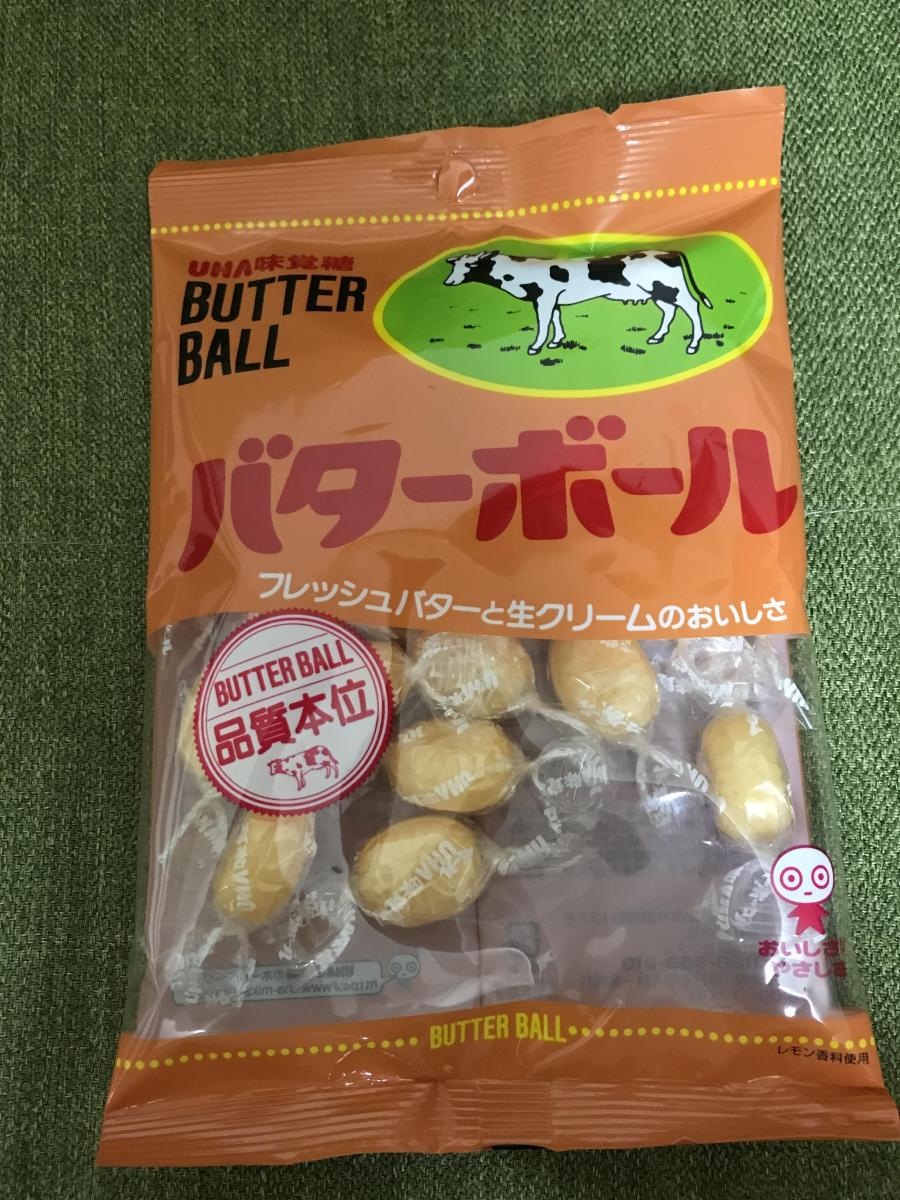 UHA味覚糖
BUTTER
BALL
バターボール
フレッシュバターと生クリームのおいしさ
BUTTER BALL
品質本位
おいしさは
やさしさ
BUTTER BALL
レモン香料使用